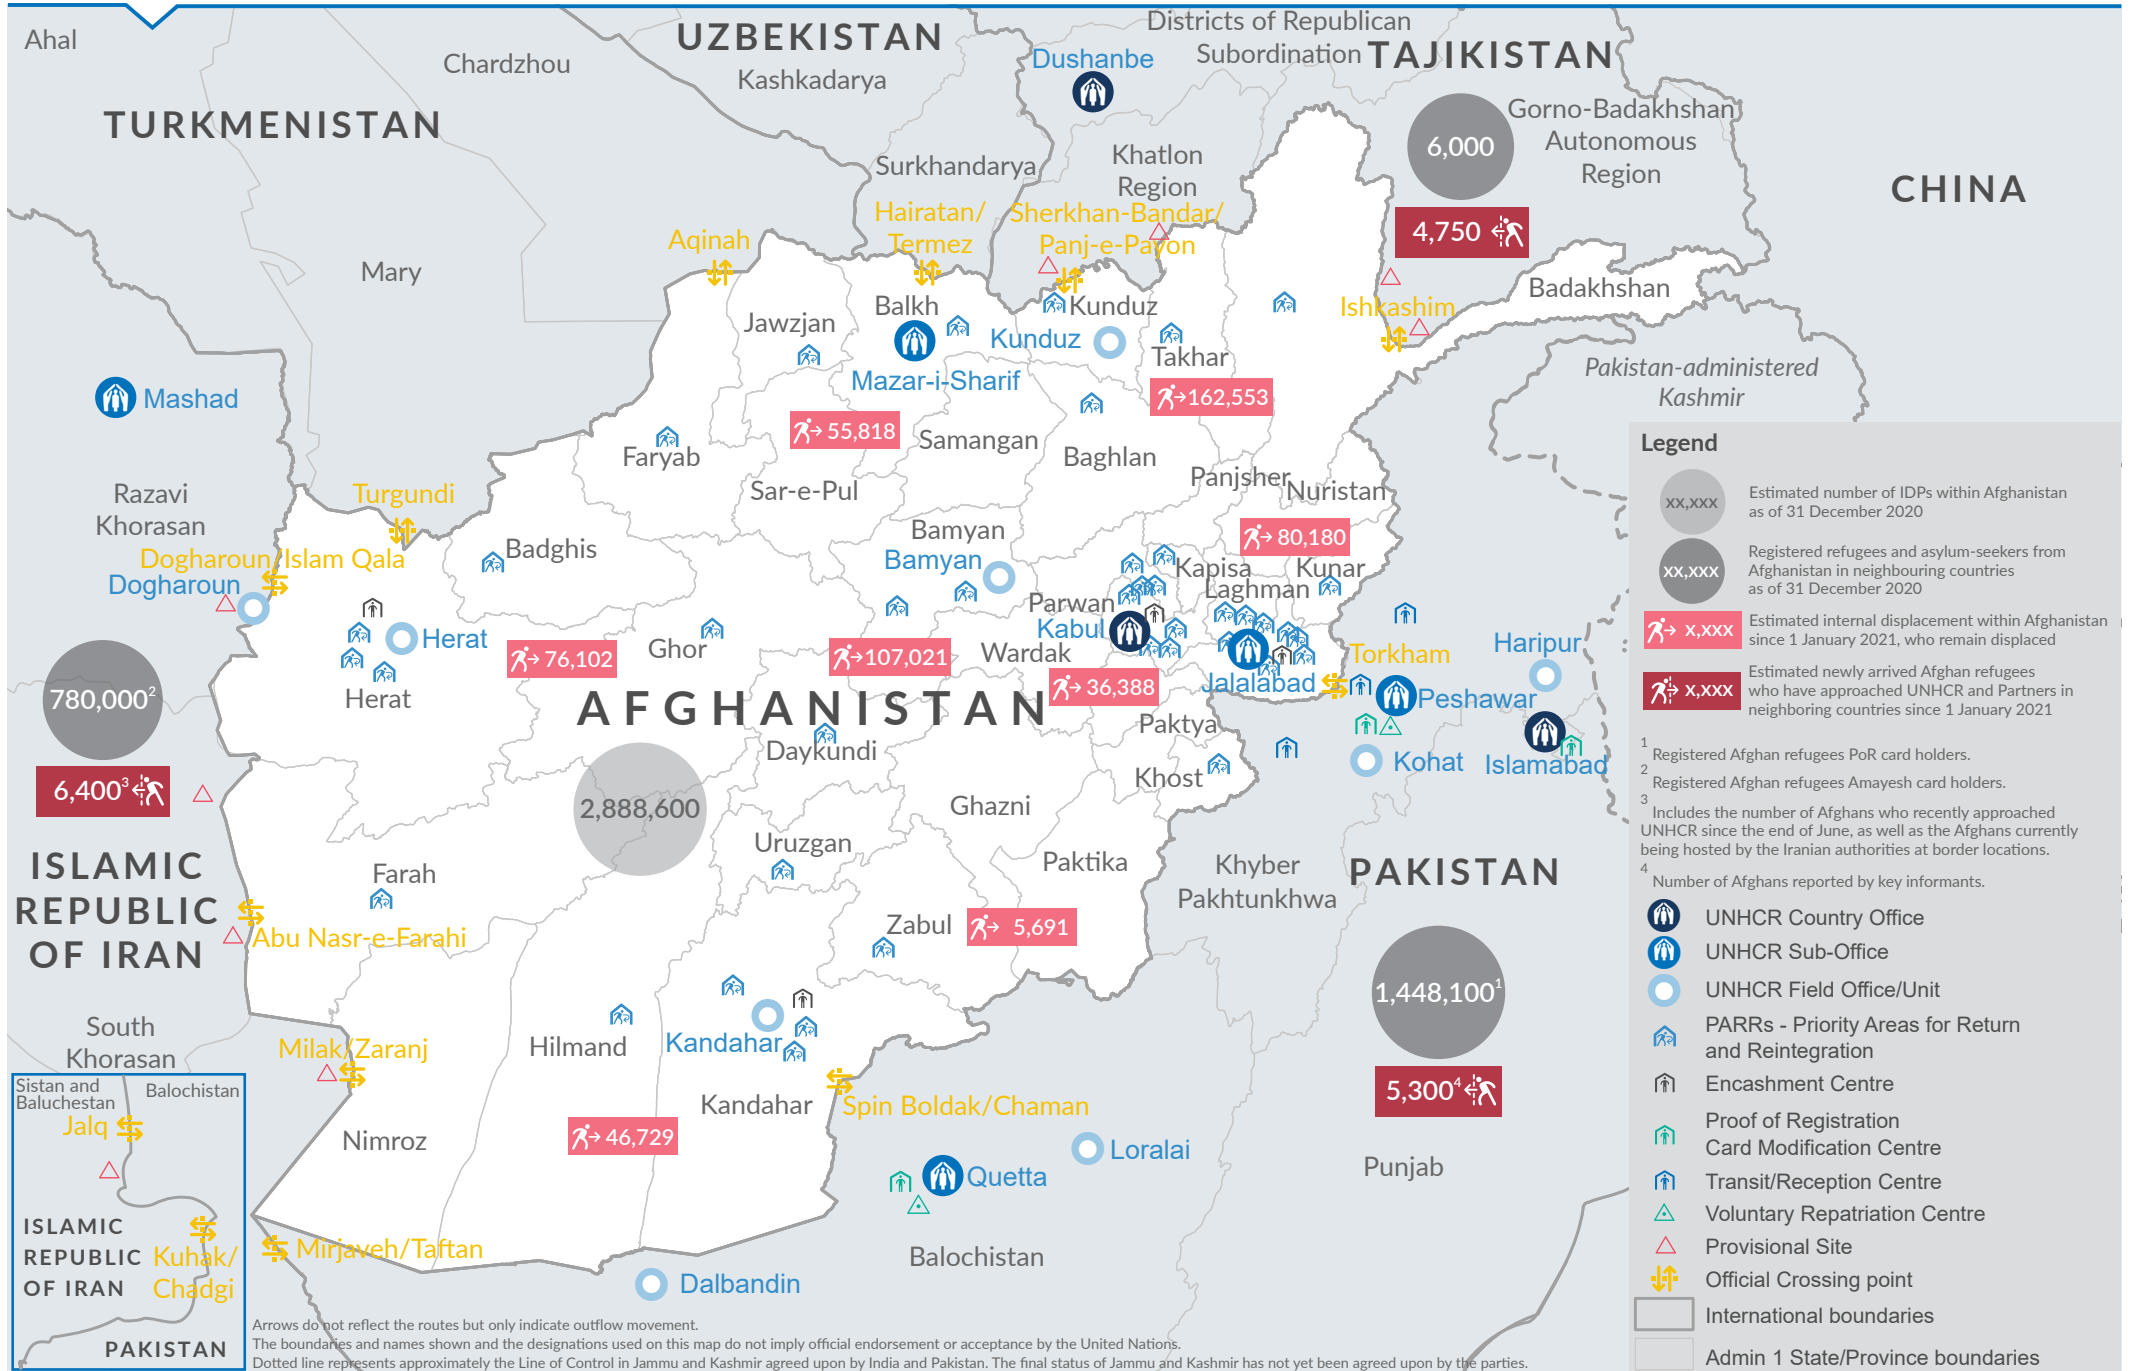 Ahal
Chardzhou
UZBEKISTAN
Kashkadarya
Dushanbe
Districts of Republican
Subordination
TAJIKISTAN
TURKMENISTAN
Surkhandarya
Khatlon
Region
6,000
Gorno-Badakhshan
Autonomous
Region
CHINA
4,750
Mary
Aqinah
Hairatan/
Termez
Sherkhan-Bandar/
Panj-e-Payon
Ishkashim
Badakhshan
Jawzjan
Balkh
Mazar-i-Sharif
Kunduz
Kunduz
Takhar
162,553
Pakistan-administered
Kashmir
Mashad
55,818
Faryab
Samangan
Baghlan
Sar-e-Pul
Panjsher
Nuristan
80,180
Razavi
Khorasan
Turgundi
Dogharoun/Islam Qala
Dogharoun
Badghis
Bamyan
Bamyan
Kapisa
Kunar
Laghman
Parwan
Kabul
Herat
Herat
76,102
Ghor
107,021
Wardak
36,388
Jalalabad
Torkham
Peshawar
Haripur
Kohat
Islamabad
780,000²
6,400³
AFGHANISTAN
2,888,600
Daykundi
Paktya
Khost
Ghazni
Uruzgan
Paktika
Khyber
Pakhtunkhwa
PAKISTAN
ISLAMIC
REPUBLIC
OF IRAN
Farah
Abu Nasr-e-Farahi
Zabul
5,691
1,448,100¹
5,300⁴
South
Khorasan
Milak/Zaranj
Hilmand
Kandahar
Kandahar
Spin Boldak/Chaman
Nimroz
46,729
Loralai
Quetta
Punjab
Balochistan
Mirjaveh/Taftan
Dalbandin
Sistan and
Baluchestan
Balochistan
Jalq
ISLAMIC
REPUBLIC
OF IRAN
Kuhak/
Chadgi
PAKISTAN
Legend
xx,xxx
Estimated number of IDPs within Afghanistan
as of 31 December 2020
xx,xxx
Registered refugees and asylum-seekers from
Afghanistan in neighbouring countries
as of 31 December 2020
x,xxx
Estimated internal displacement within Afghanistan
since 1 January 2021, who remain displaced
x,xxx
Estimated newly arrived Afghan refugees
who have approached UNHCR and Partners in
neighboring countries since 1 January 2021
1 Registered Afghan refugees PoR card holders.
2 Registered Afghan refugees Amayesh card holders.
3 Includes the number of Afghans who recently approached
UNHCR since the end of June, as well as the Afghans currently
being hosted by the Iranian authorities at border locations.
4 Number of Afghans reported by key informants.
UNHCR Country Office
UNHCR Sub-Office
UNHCR Field Office/Unit
PARRs - Priority Areas for Return
and Reintegration
Encashment Centre
Proof of Registration
Card Modification Centre
Transit/Reception Centre
Voluntary Repatriation Centre
Provisional Site
Official Crossing point
International boundaries
Admin 1 State/Province boundaries
Arrows do not reflect the routes but only indicate outflow movement.
The boundaries and names shown and the designations used on this map do not imply official endorsement or acceptance by the United Nations.
Dotted line represents approximately the Line of Control in Jammu and Kashmir agreed upon by India and Pakistan. The final status of Jammu and Kashmir has not yet been agreed upon by the parties.